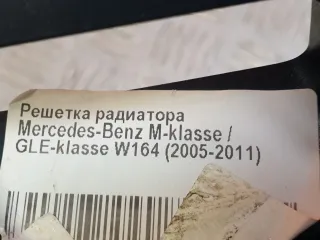 Решетка радиатора
Mercedes-Benz M-klasse /
GLE-klasse W164 (2005-2011)